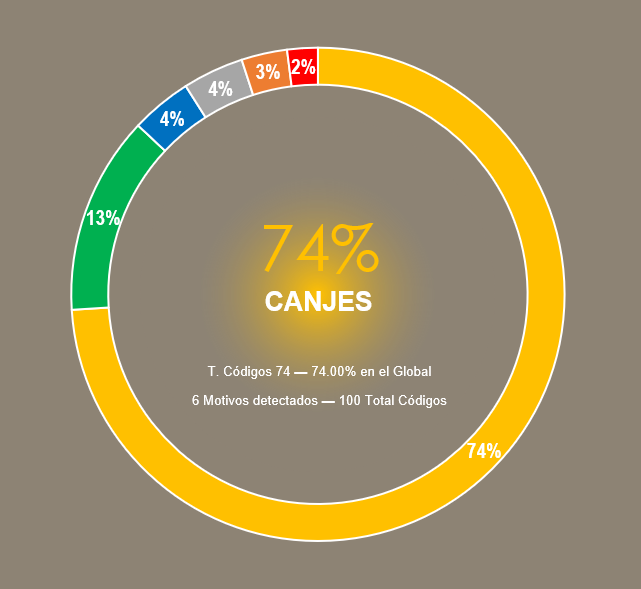 2%
3%
4%
4%
13%
74%
CANJES
T. Códigos 74 — 74.00% en el Global
6 Motivos detectados — 100 Total Códigos
74%